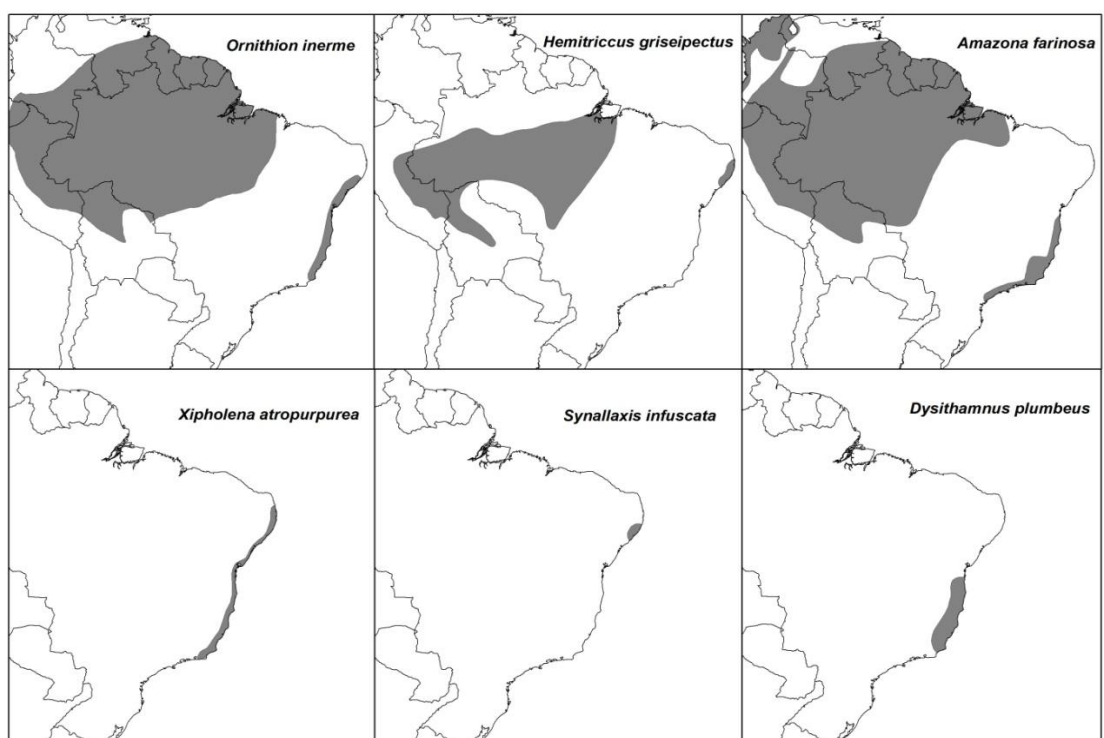 Ornithion inerme
Hemitriccus griseipectus
Amazona farinosa
Xipholena atropurpurea
Synallaxis infuscata
Dysithamnus plumbeus